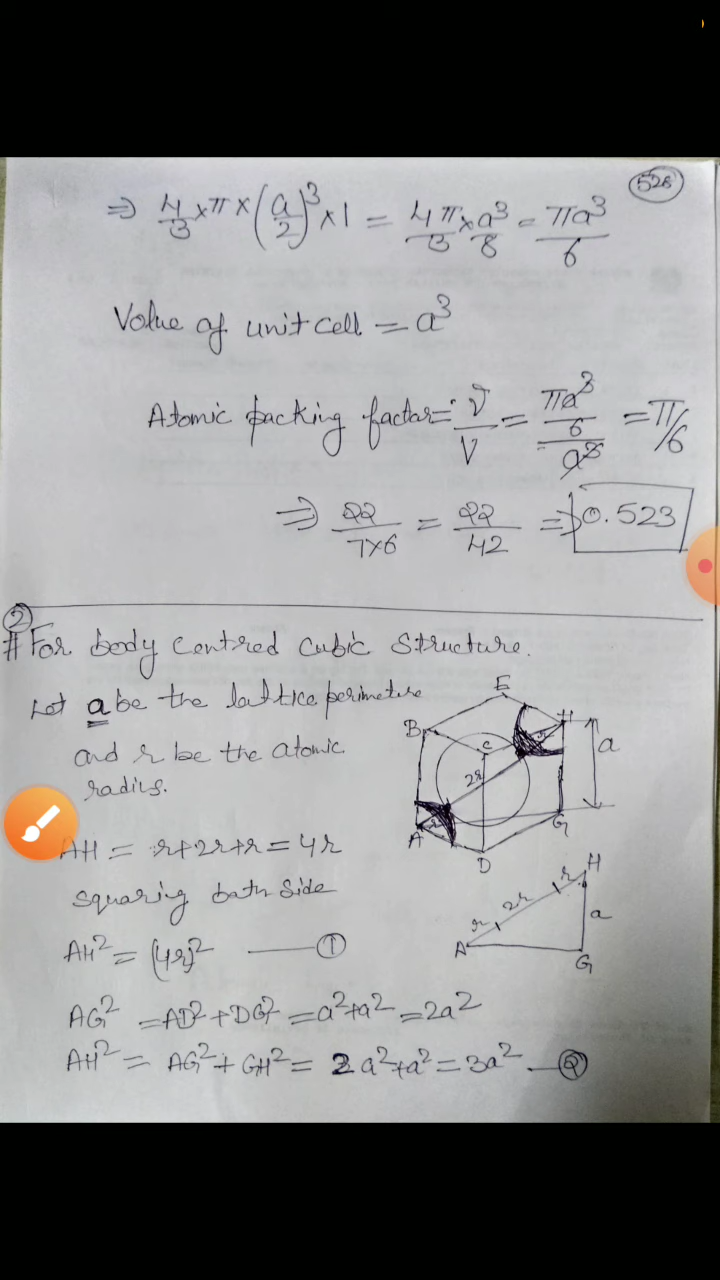 528
⇒ 4/3 × π × (a/2)³ × 1 = 4π/3 × a³/8 = πa³/6
Volue of unit cell = a³
Atomic packing factor = v/V = (πa³/6)/a³ = π/6
⇒ 22/7×6 = 22/42 ⇒ 0.523
②
# For body Centred Cubic Structure.
Let a be the lattice perimeture
and r be the atomic
radius.
E
B
H
C
r
a
2r
r
A
G
D
AH = r+2r+r = 4r
squaring both side
AH² = (4r)² — ①
H
r
2r
r
a
A
G
AG² = AD² + DG² = a²+a² = 2a²
AH² = AG² + GH² = 2a²+a² = 3a² — ②